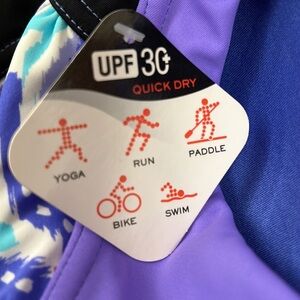 UPF 30+
QUICK DRY
YOGA
RUN
PADDLE
BIKE
SWIM